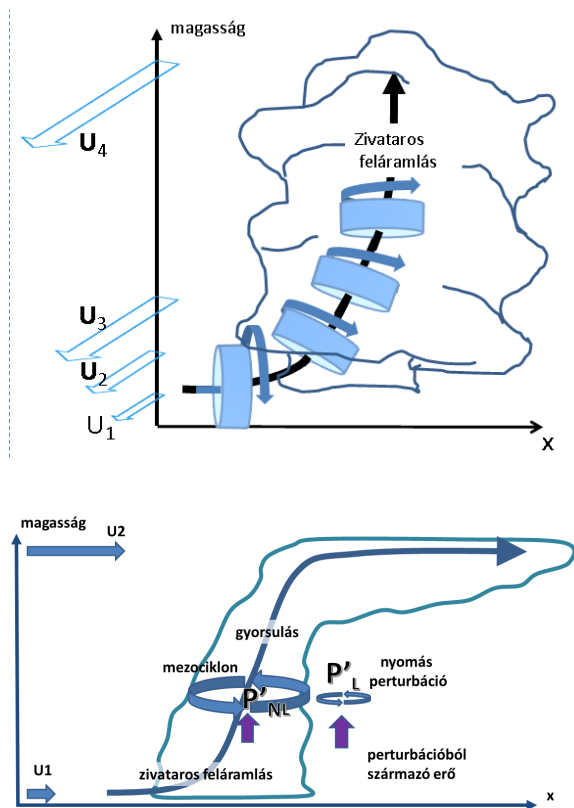 magasság
U4
Zivataros
feláramlás
U3
U2
U1
x
magasság
U2
gyorsulás
mezociklon
P’NL
P’L
nyomás
perturbáció
U1
zivataros feláramlás
perturbációból
származó erő
x